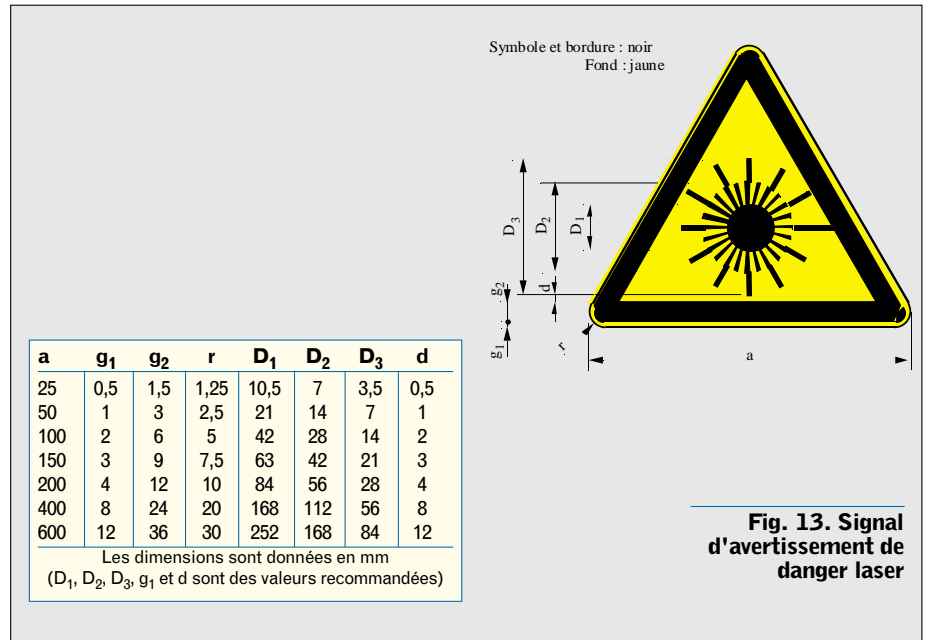 Symbole et bordure : noir
Fond : jaune
D3
D2
D1
g2
d
g1
r
a
a g1 g2 r D1 D2 D3 d
25 0,5 1,5 1,25 10,5 7 3,5 0,5
50 1 3 2,5 21 14 7 1
100 2 6 5 42 28 14 2
150 3 9 7,5 63 42 21 3
200 4 12 10 84 56 28 4
400 8 24 20 168 112 56 8
600 12 36 30 252 168 84 12
Les dimensions sont données en mm
(D1, D2, D3, g1 et d sont des valeurs recommandées)
Fig. 13. Signal
d'avertissement de
danger laser